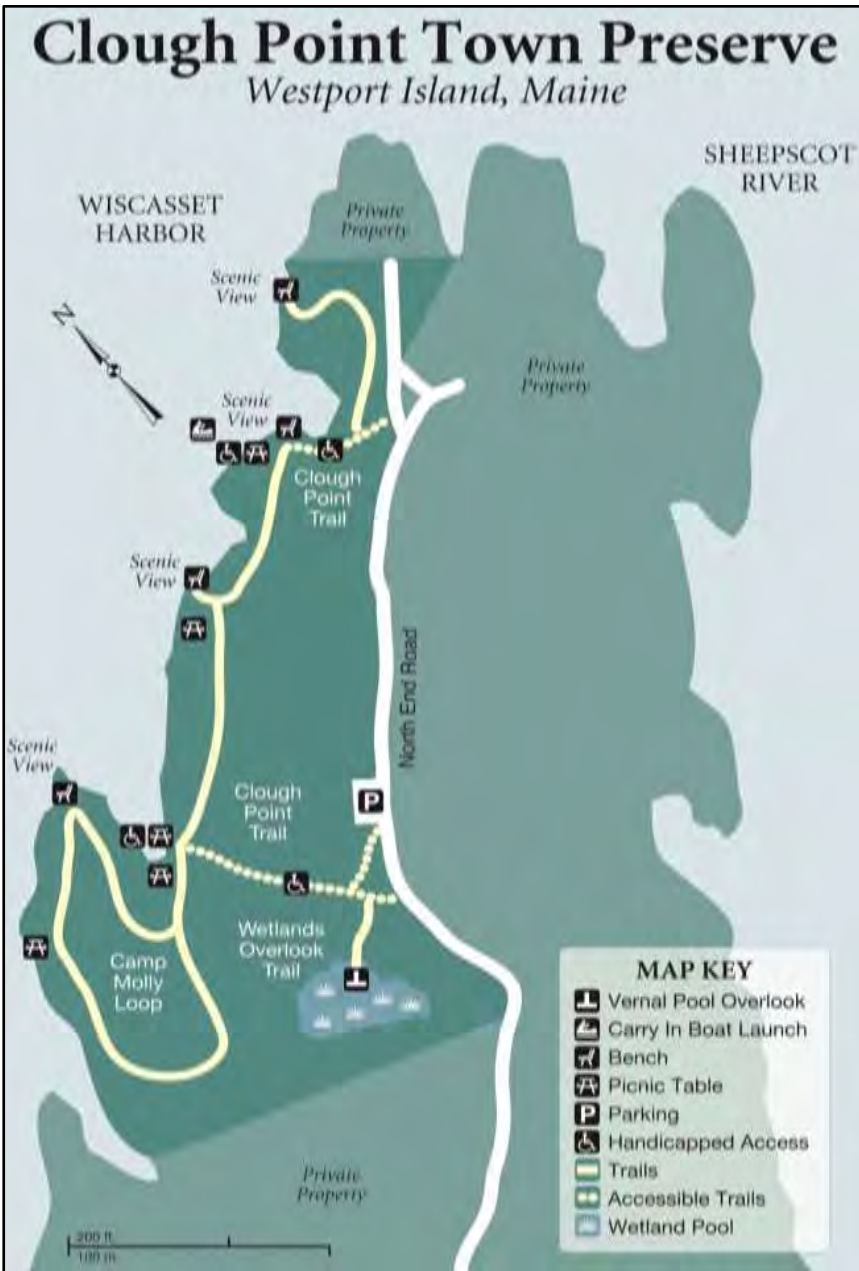 Clough Point Town Preserve
Westport Island, Maine
SHEEPSCOT
RIVER
WISCASSET
HARBOR
Private
Property
Scenic
View
N
Private
Property
Scenic
View
Clough
Point
Trail
Scenic
View
North End Road
Scenic
View
Clough
Point
Trail
P
Wetlands
Overlook
Trail
Camp
Molly
Loop
MAP KEY
Vernal Pool Overlook
Carry In Boat Launch
Bench
Picnic Table
P Parking
Handicapped Access
Trails
Accessible Trails
Wetland Pool
Private
Property
200 ft.
100 m.